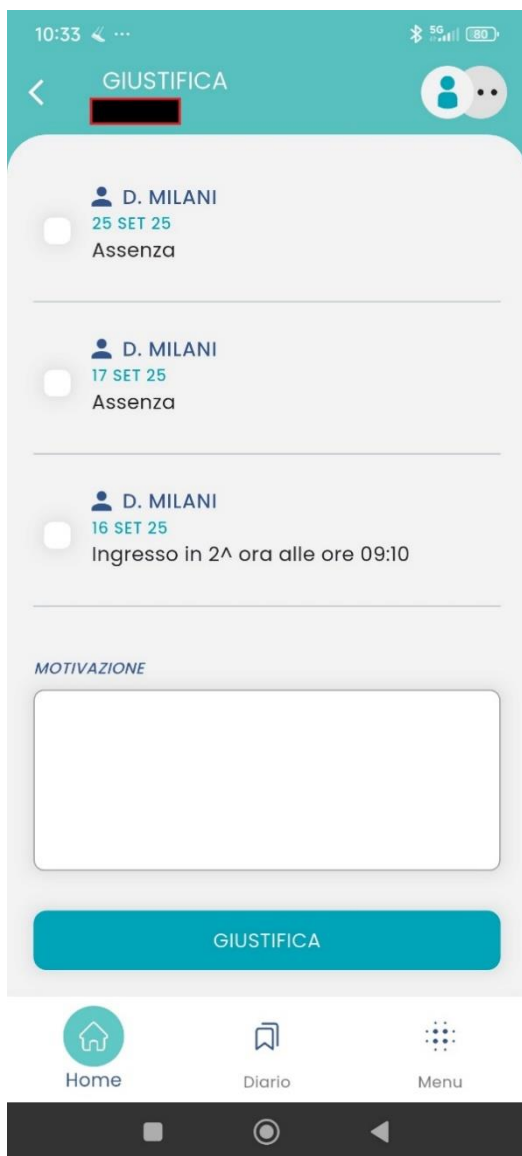 10:33 ...
5G 80
GIUSTIFICA
D. MILANI
25 SET 25
Assenza
D. MILANI
17 SET 25
Assenza
D. MILANI
16 SET 25
Ingresso in 2^ ora alle ore 09:10
MOTIVAZIONE
GIUSTIFICA
Home
Diario
Menu